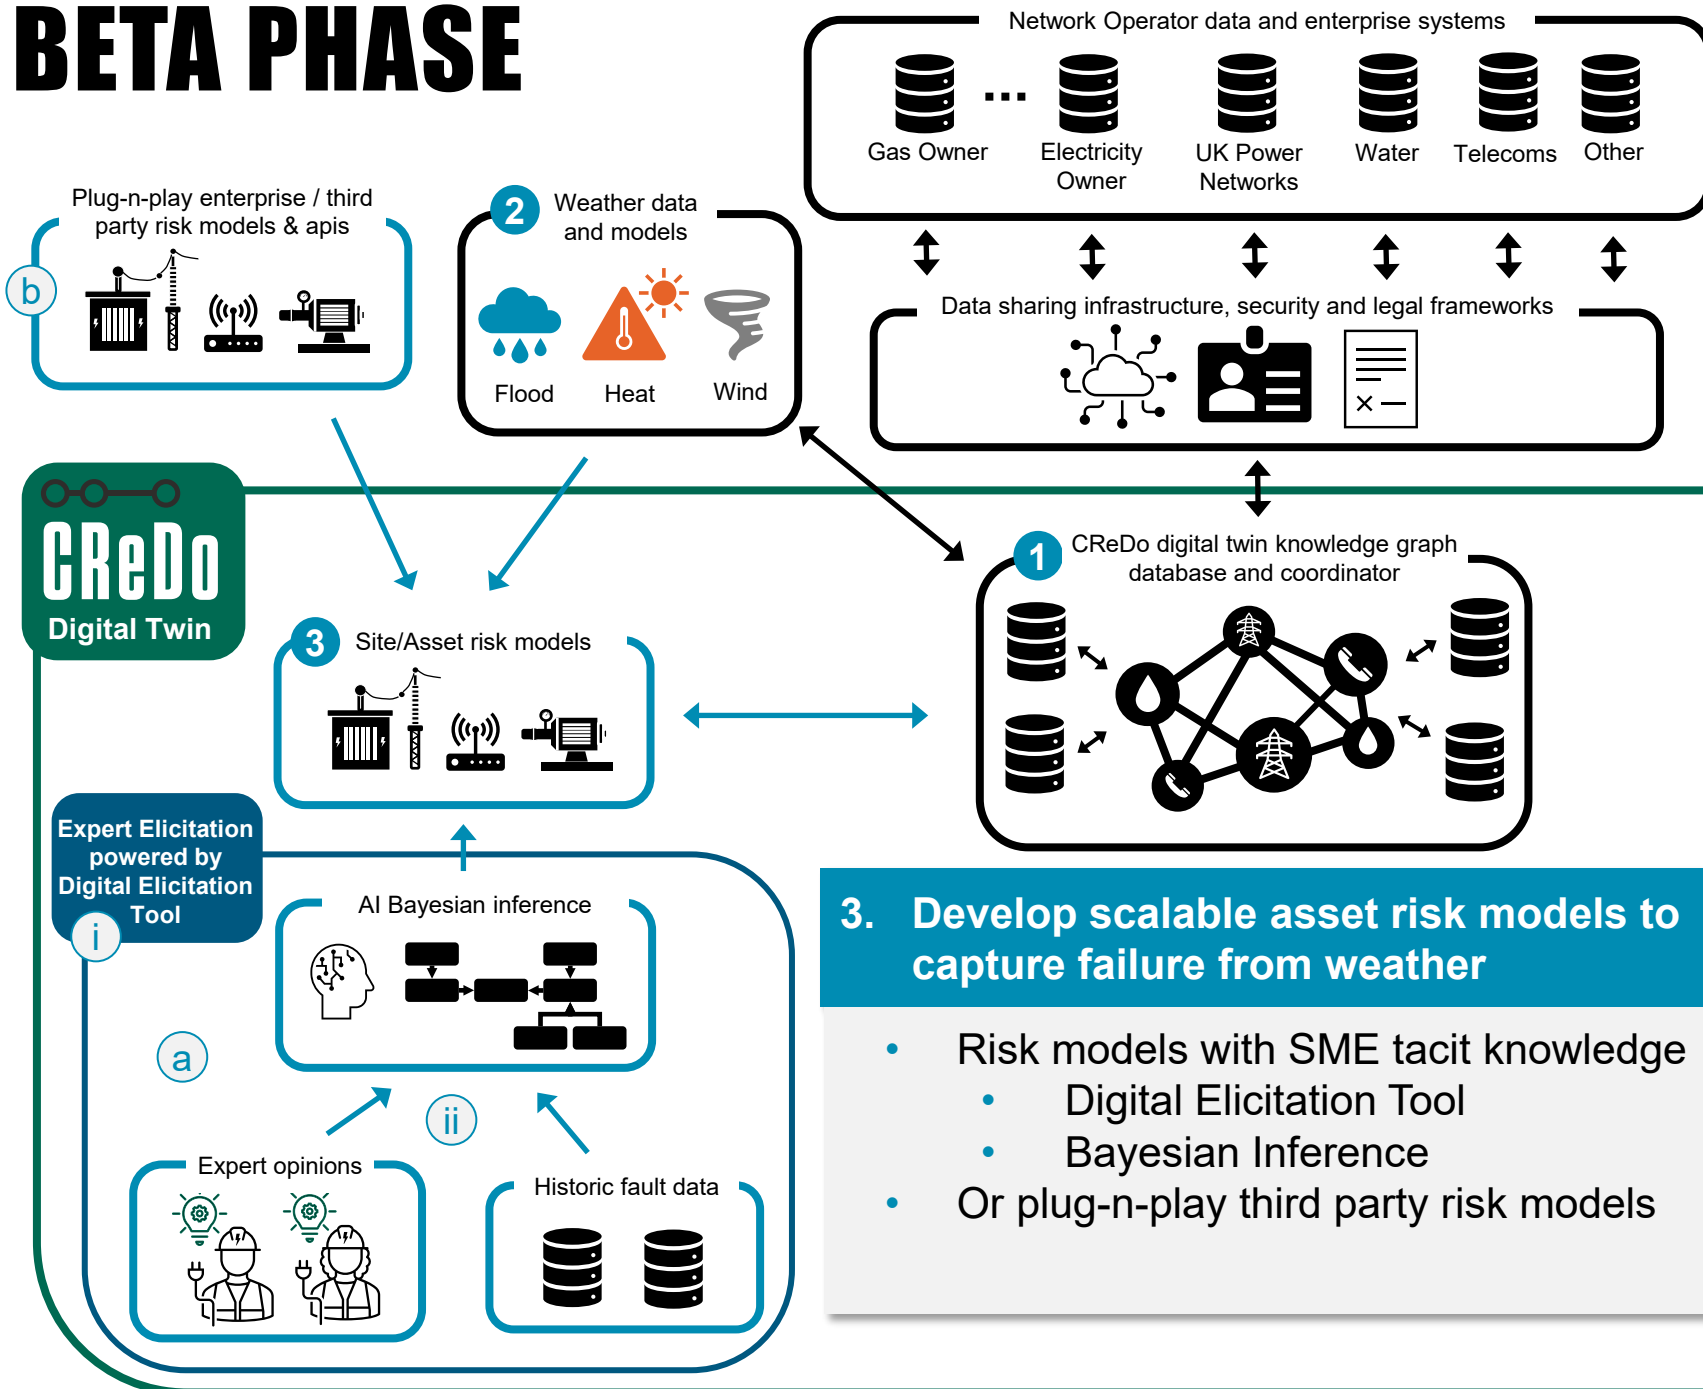 BETA PHASE
Network Operator data and enterprise systems
...
Gas Owner
Electricity
Owner
UK Power
Networks
Water
Telecoms
Other
Plug-n-play enterprise / third
party risk models & apis
b
2
Weather data
and models
Flood
Heat
Wind
Data sharing infrastructure, security and legal frameworks
CReDo
Digital Twin
1
CReDo digital twin knowledge graph
database and coordinator
3
Site/Asset risk models
Expert Elicitation
powered by
Digital Elicitation
Tool
i
AI Bayesian inference
a
ii
Expert opinions
Historic fault data
3. Develop scalable asset risk models to
capture failure from weather
• Risk models with SME tacit knowledge
• Digital Elicitation Tool
• Bayesian Inference
• Or plug-n-play third party risk models